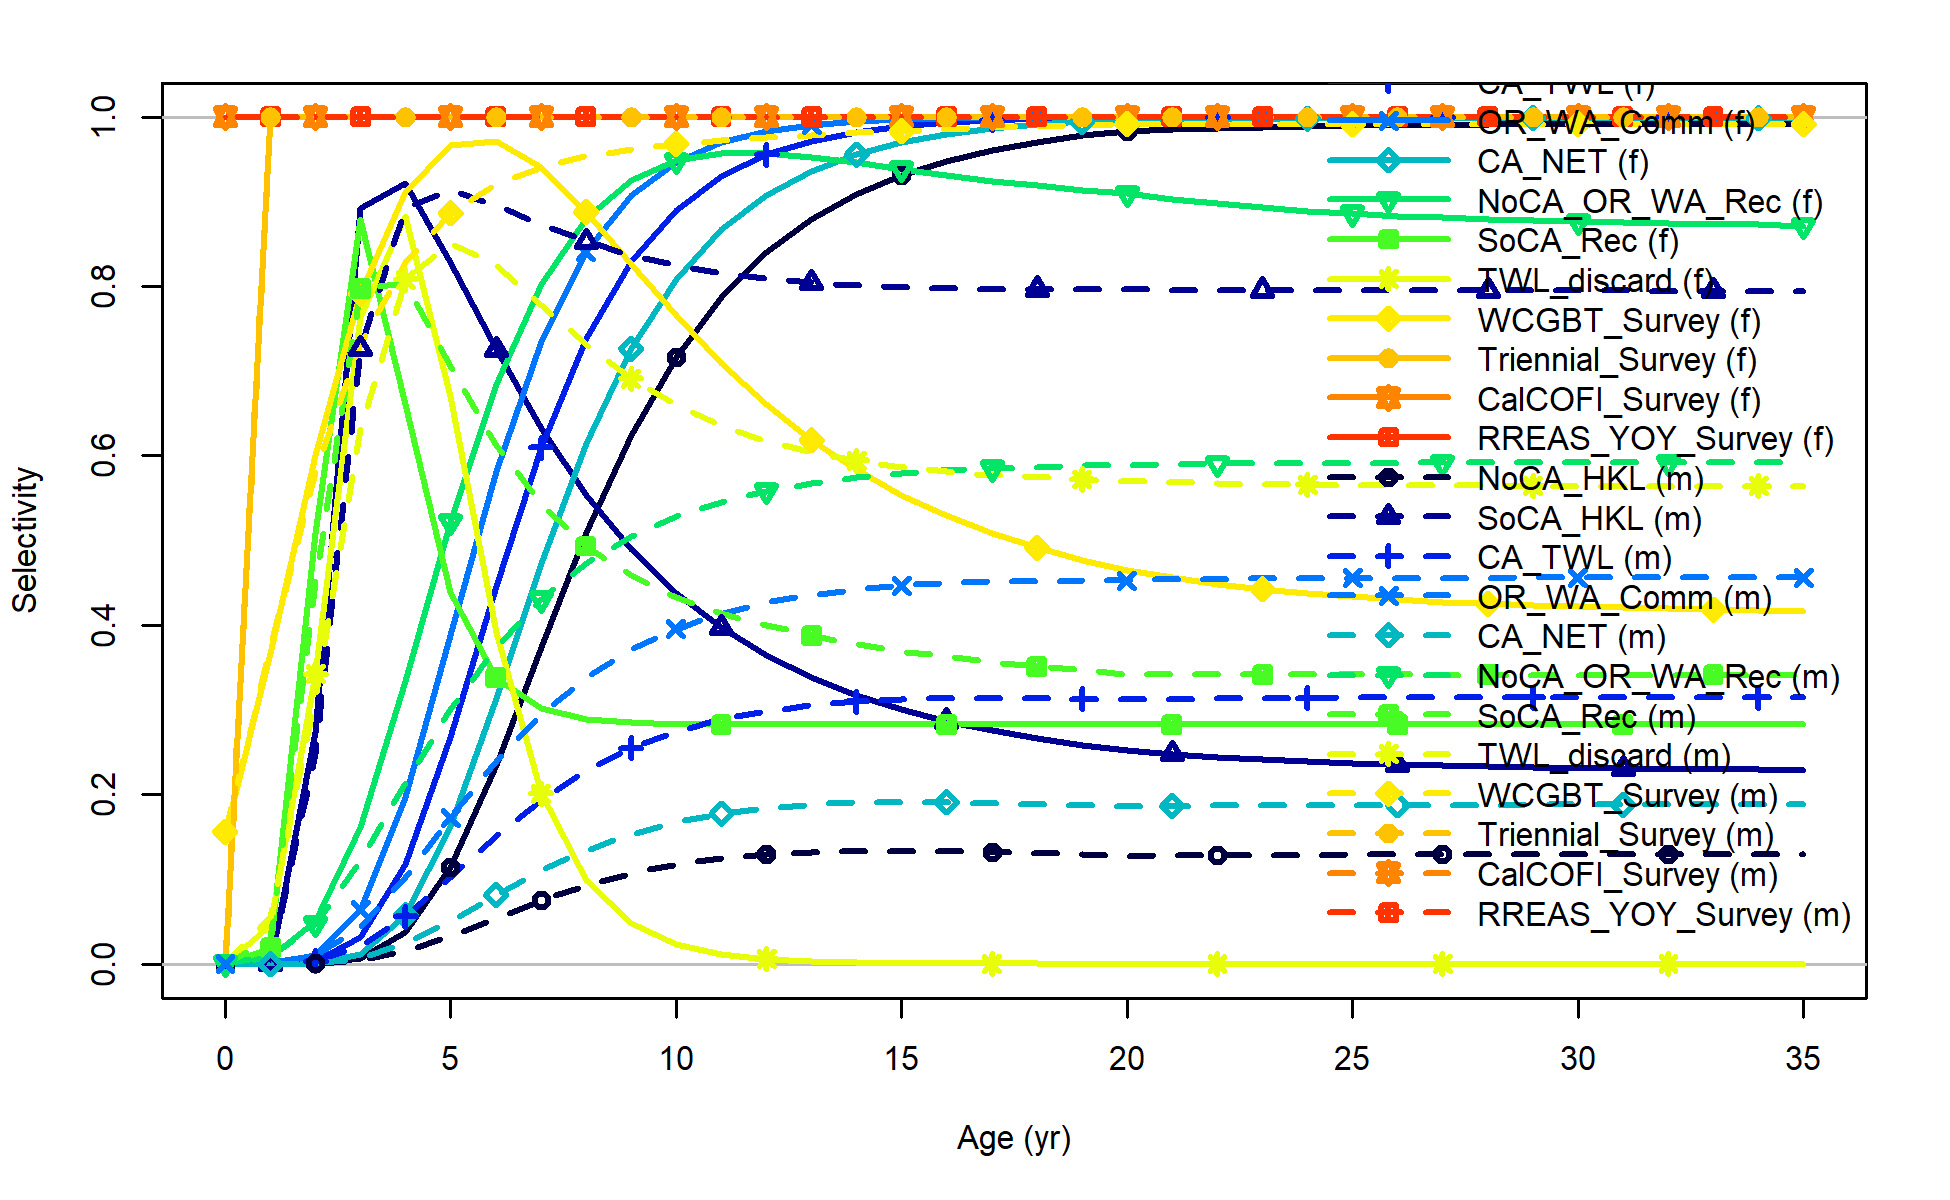 CA_TWL (f)
OR_WA_Comm (f)
CA_NET (f)
NoCA_OR_WA_Rec (f)
SoCA_Rec (f)
TWL_discard (f)
WCGBT_Survey (f)
Triennial_Survey (f)
CalCOFI_Survey (f)
RREAS_YOY_Survey (f)
NoCA_HKL (m)
SoCA_HKL (m)
CA_TWL (m)
OR_WA_Comm (m)
CA_NET (m)
NoCA_OR_WA_Rec (m)
SoCA_Rec (m)
TWL_discard (m)
WCGBT_Survey (m)
Triennial_Survey (m)
CalCOFI_Survey (m)
RREAS_YOY_Survey (m)
1.0
0.8
0.6
0.4
0.2
0.0
Selectivity
0 5 10 15 20 25 30 35
Age (yr)